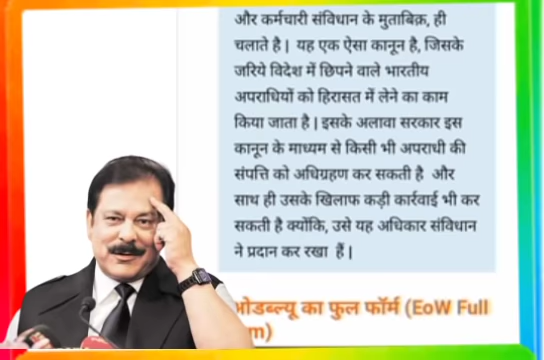 और कर्मचारी संविधान के मुताबिक़, ही
चलाते है | यह एक ऐसा कानून है, जिसके
जरिये विदेश में छिपने वाले भारतीय
अपराधियों को हिरासत में लेने का काम
किया जाता है | इसके अलावा सरकार इस
कानून के माध्यम से किसी भी अपराधी की
संपत्ति को अधिग्रहण कर सकती है और
साथ ही उसके खिलाफ कड़ी कार्रवाई भी कर
सकती है क्योंकि, उसे यह अधिकार संविधान
ने प्रदान कर रखा हैं |
ओडब्ल्यू का फुल फॉर्म (EoW Full